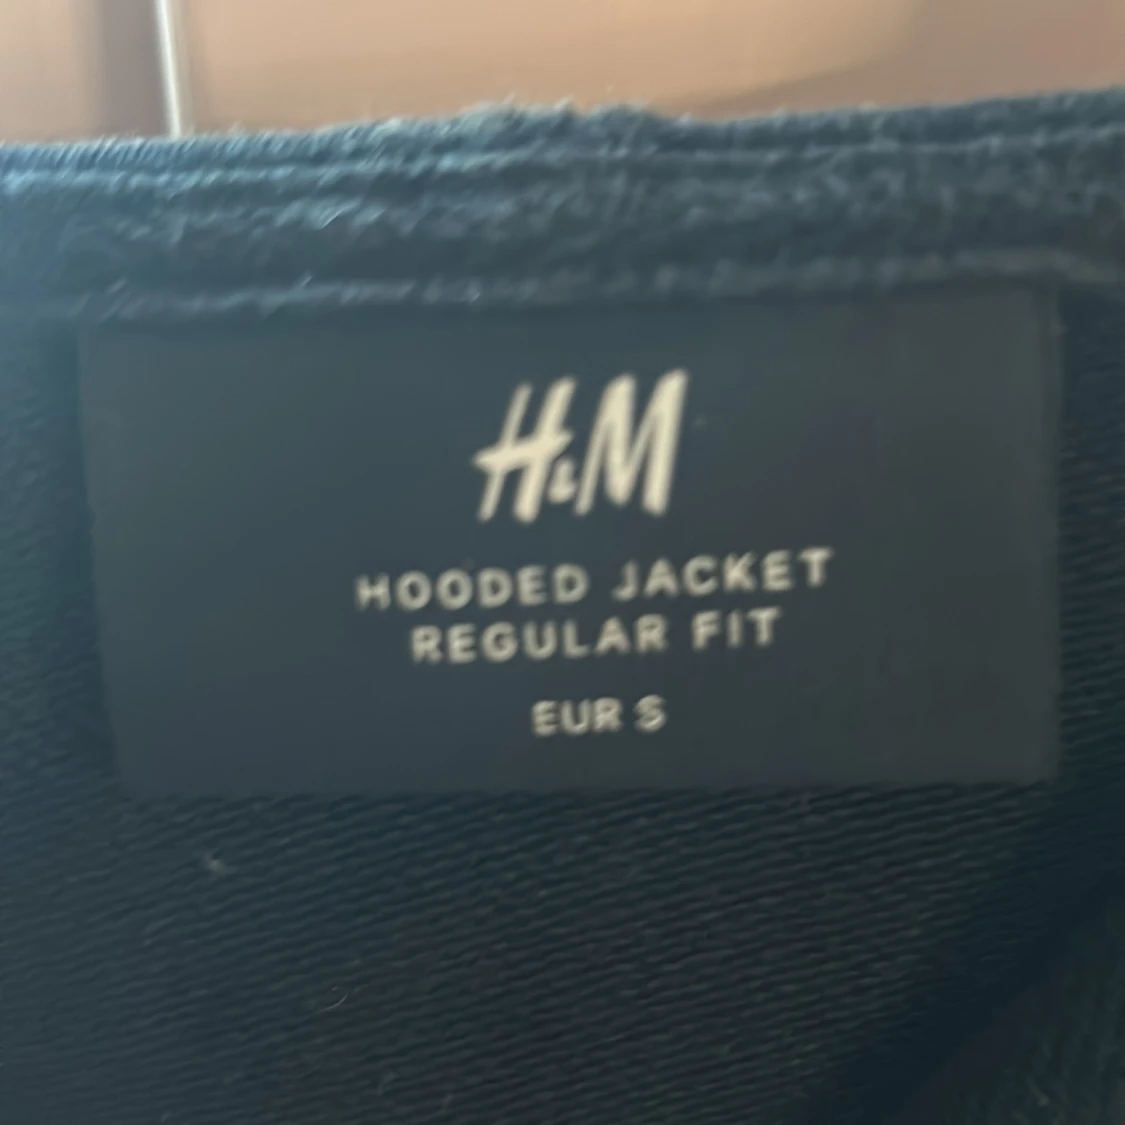 H&M
HOODED JACKET
REGULAR FIT
EUR S